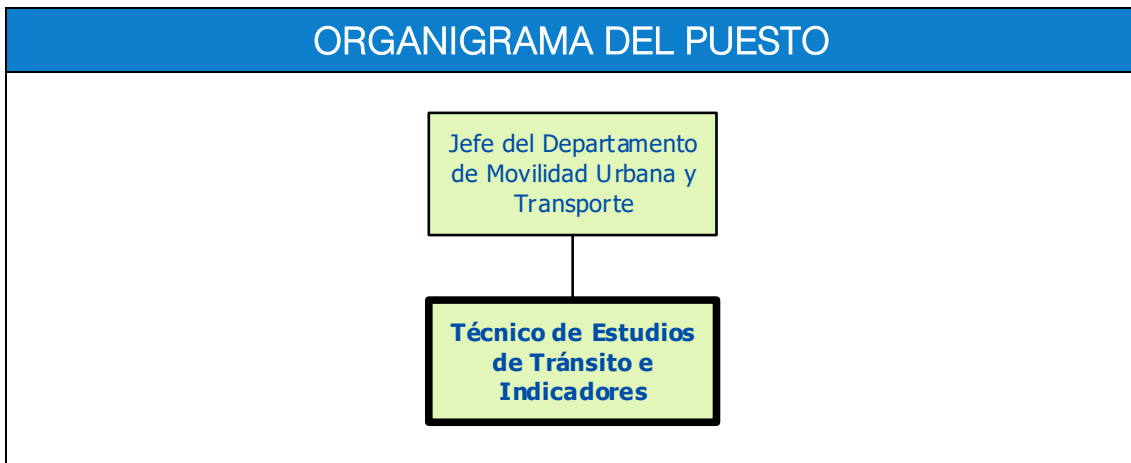 ORGANIGRAMA DEL PUESTO
Jefe del Departamento
de Movilidad Urbana y
Transporte
Técnico de Estudios
de Tránsito e
Indicadores